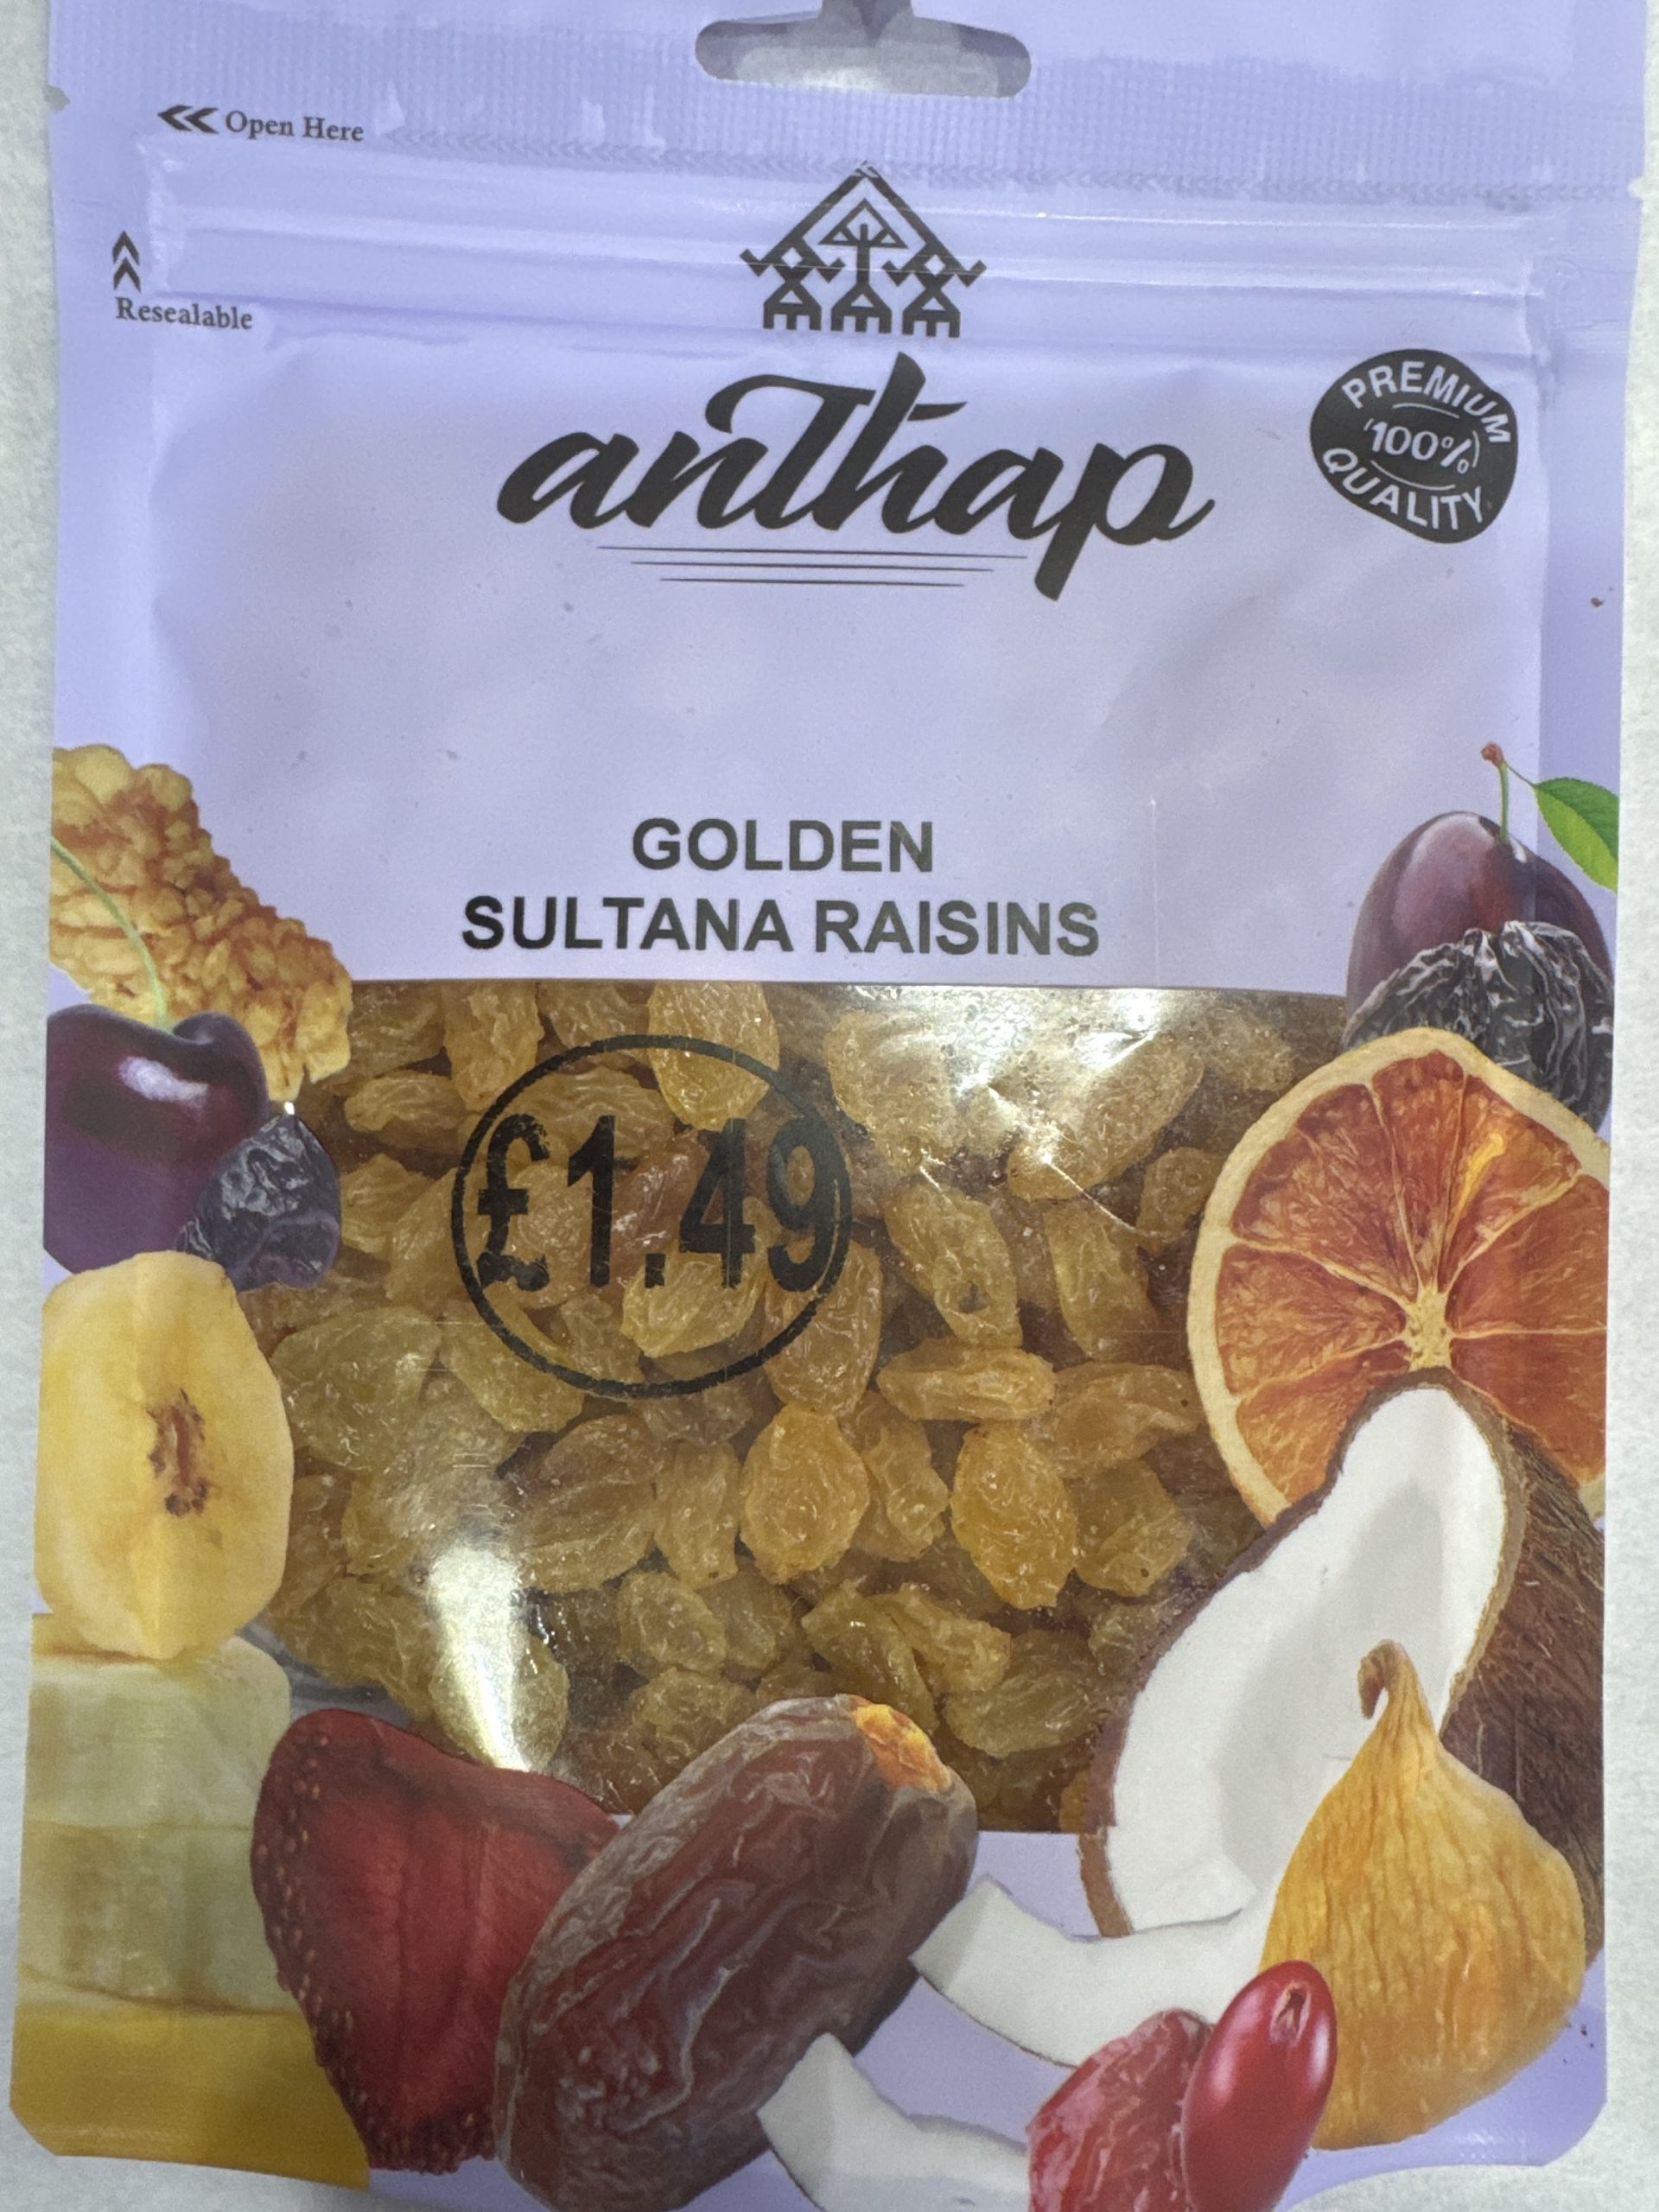 << Open Here
Resealable
anthap
PREMIUM
100%
QUALITY
GOLDEN
SULTANA RAISINS
£1.49